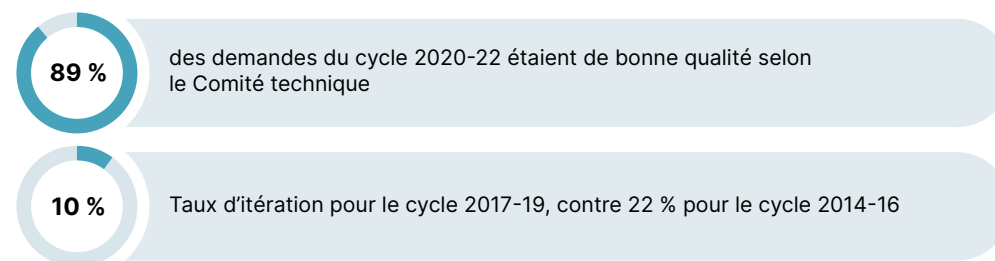 89 %
des demandes du cycle 2020-22 étaient de bonne qualité selon
le Comité technique
10 %
Taux d’itération pour le cycle 2017-19, contre 22 % pour le cycle 2014-16